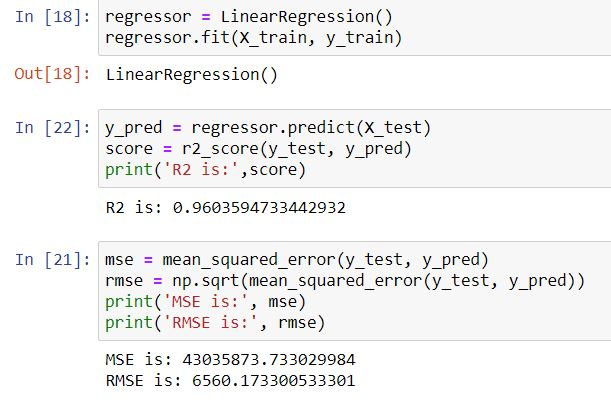 In [18]: regressor = LinearRegression()
regressor.fit(X_train, y_train)
Out[18]: LinearRegression()
In [22]: y_pred = regressor.predict(X_test)
score = r2_score(y_test, y_pred)
print('R2 is:',score)
R2 is: 0.9603594733442932
In [21]: mse = mean_squared_error(y_test, y_pred)
rmse = np.sqrt(mean_squared_error(y_test, y_pred))
print('MSE is:', mse)
print('RMSE is:', rmse)
MSE is: 43035873.733029984
RMSE is: 6560.173300533301